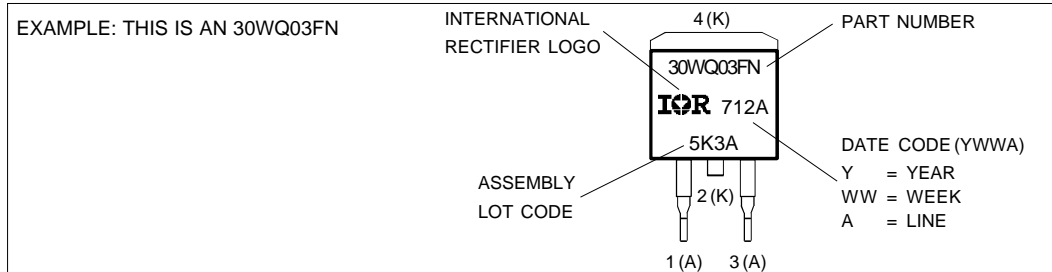 EXAMPLE: THIS IS AN 30WQ03FN
INTERNATIONAL
RECTIFIER LOGO
4 (K)
PART NUMBER
30WQ03FN
IOR 712A
5K3A
ASSEMBLY
LOT CODE
2 (K)
1 (A) 3 (A)
DATE CODE (YWWA)
Y = YEAR
WW = WEEK
A = LINE